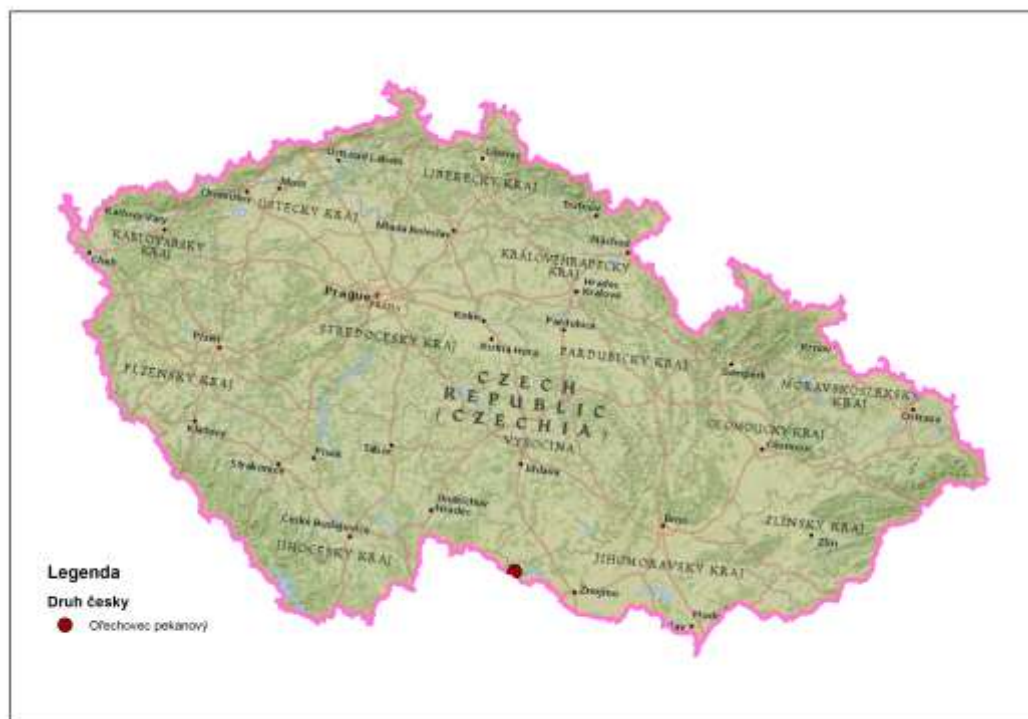 Ústí nad Labem
Liberec
LIBERECKÝ KRAJ
Most
Chomutov
ÚSTECKÝ KRAJ
Trutnov
Karlovy Vary
Mladá Boleslav
Náchod
KARLOVARSKÝ
KRAJ
Cheb
KRÁLOVÉHRADECKÝ
KRAJ
Hradec
Králové
Prague
PRAHA
Kolín
Pardubice
STŘEDOČESKÝ KRAJ
Kutná Hora
PARDUBICKÝ KRAJ
Plzeň
Krnov
Šumperk
PLZEŇSKÝ KRAJ
CZECH
REPUBLIC
(CZECHIA)
MORAVSKOSLEZSKÝ
KRAJ
Ostrava
Klatovy
OLOMOUCKÝ KRAJ
VYSOČINA
Olomouc
Tábor
Písek
Strakonice
Jihlava
Jindřichův
Hradec
České Budějovice
Brno
ZLÍNSKÝ KRAJ
Zlín
JIHOČESKÝ KRAJ
JIHOMORAVSKÝ KRAJ
Znojmo
Legenda
Druh česky
Ořechovec pekanový